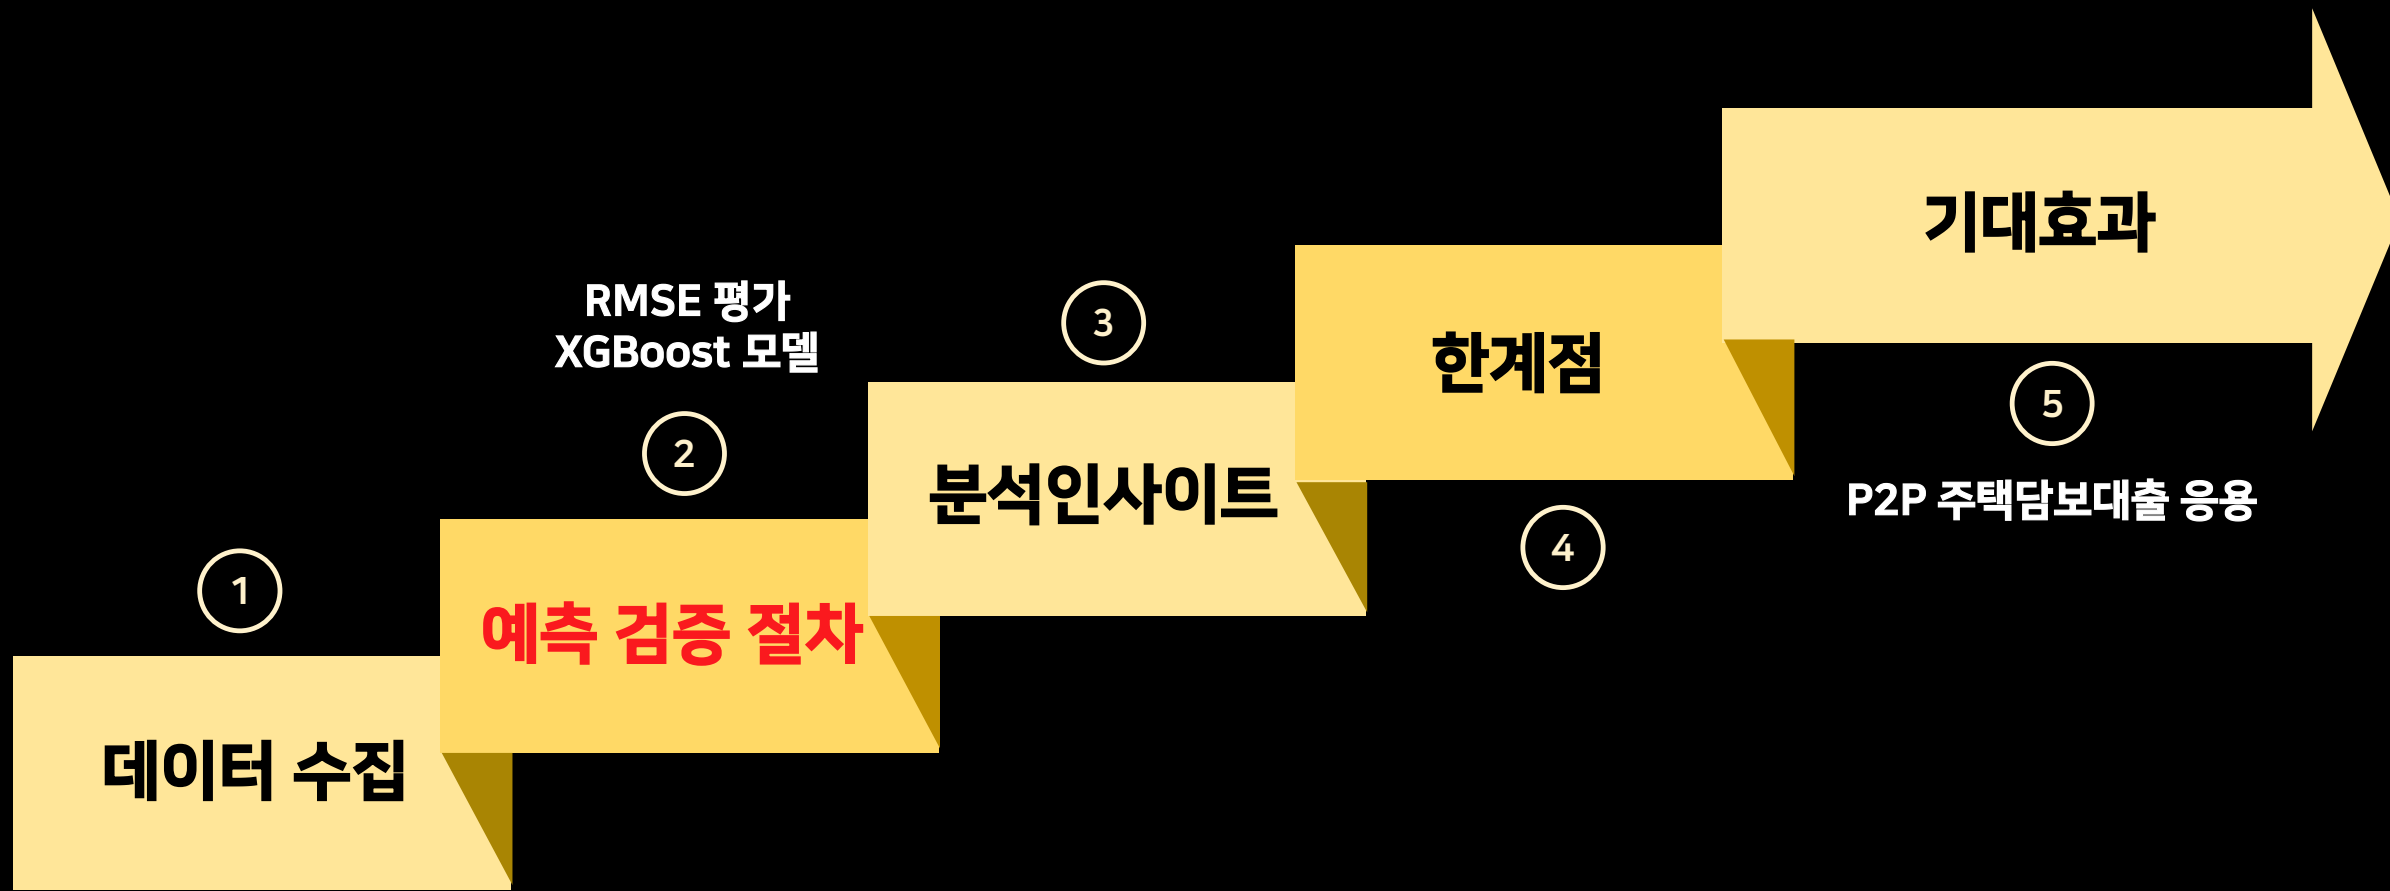 1
데이터 수집
RMSE 평가
XGBoost 모델
2
예측 검증 절차
3
분석인사이트
한계점
4
기대효과
5
P2P 주택담보대출 응용